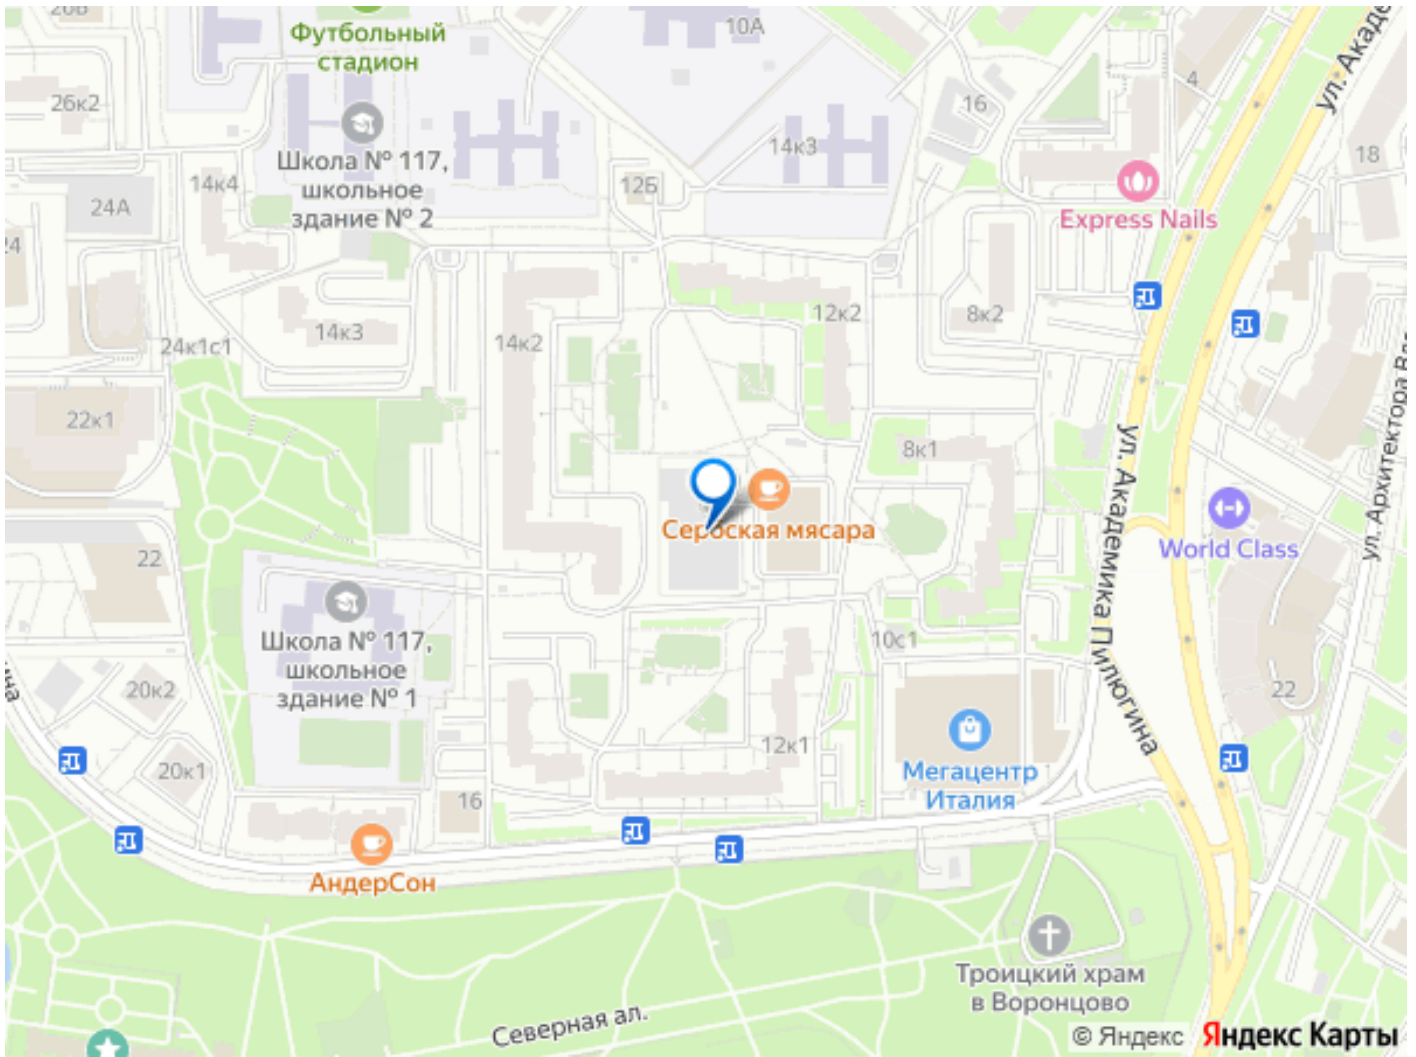 20Б
Футбольный
стадион
10А
ул. Акаде
4
26к2
16
Школа № 117,
школьное
здание № 2
14к3
18
14к4
12Б
24А
Express Nails
24
14к3
12к2
8к2
24к1с1
14к2
22к1
8к1
ул. Академика Пилюгина
ул. Архитектора Вла
Сербская мясара
World Class
22
Школа № 117,
школьное
здание № 1
10с1
ина
20к2
22
12к1
Мегацентр
Италия
20к1
16
АндерСон
Троицкий храм
в Воронцово
Северная ал.
© Яндекс Яндекс Карты